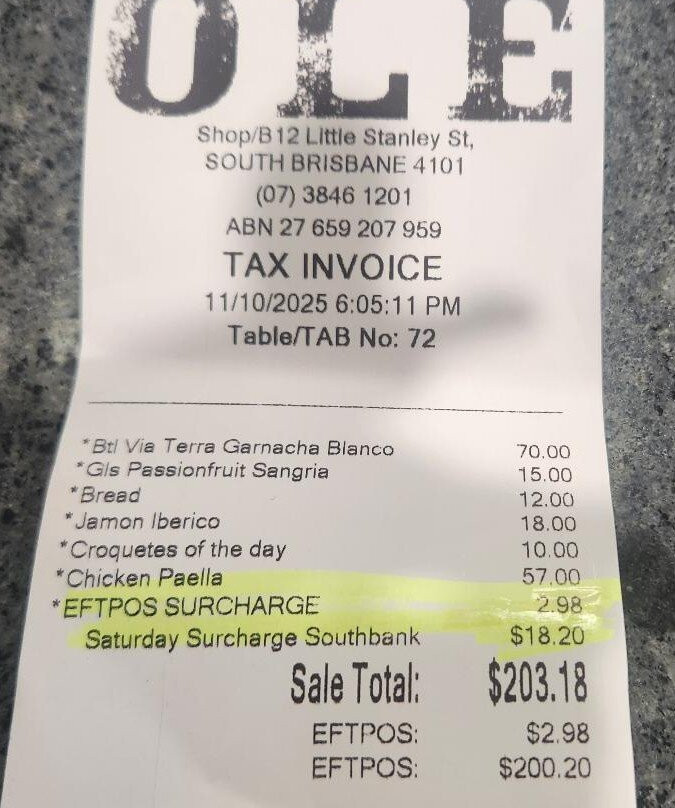 OLE
Shop/B12 Little Stanley St,
SOUTH BRISBANE 4101
(07) 3846 1201
ABN 27 659 207 959
TAX INVOICE
11/10/2025 6:05:11 PM
Table/TAB No: 72
*Btl Via Terra Garnacha Blanco 70.00
*Gls Passionfruit Sangria 15.00
*Bread 12.00
*Jamon Iberico 18.00
*Croquetes of the day 10.00
*Chicken Paella 57.00
*EFTPOS SURCHARGE 2.98
Saturday Surcharge Southbank $18.20
Sale Total: $203.18
EFTPOS: $2.98
EFTPOS: $200.20